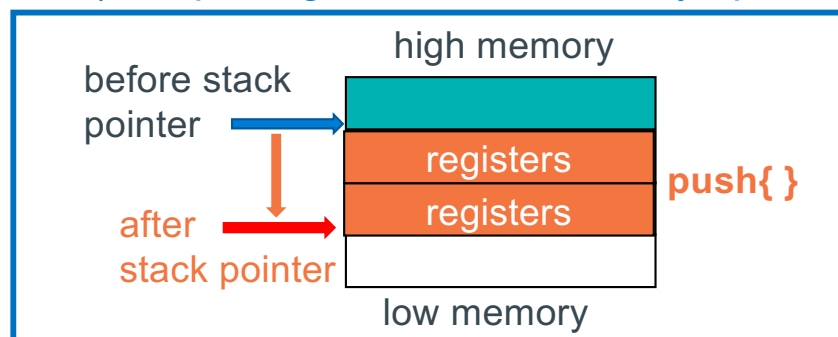 high memory
before stack
pointer
registers
push{ }
registers
after
stack pointer
low memory